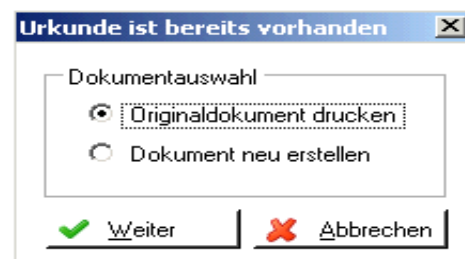 Urkunde ist bereits vorhanden
Dokumentauswahl
Originaldokument drucken
Dokument neu erstellen
Weiter Abbrechen